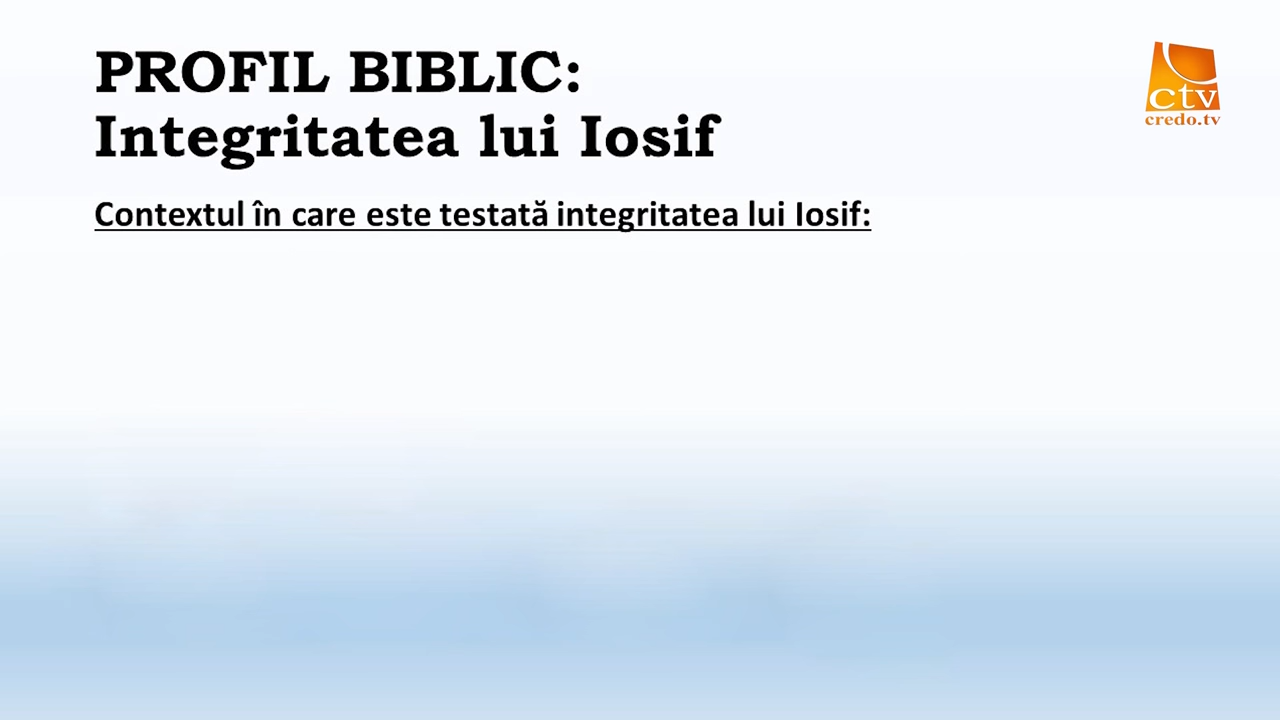 PROFIL BIBLIC:
Integritatea lui Iosif
Contextul în care este testată integritatea lui Iosif:
ctv
credo.tv